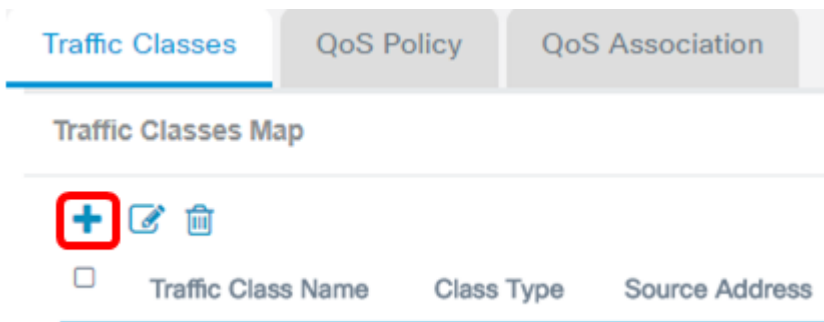 Traffic Classes QoS Policy QoS Association
Traffic Classes Map
Traffic Class Name Class Type Source Address